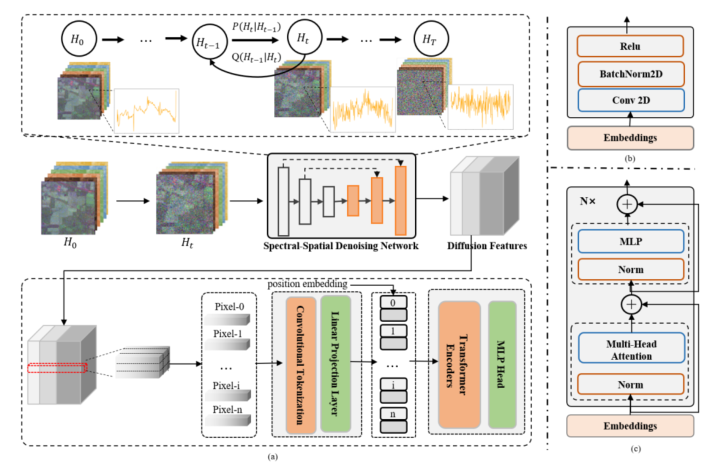 P(H_t|H_{t-1})
H_0 … H_{t-1} H_t … H_T
Q(H_{t-1}|H_t)
H_0
H_t
Spectral-Spatial Denoising Network
Diffusion Features
position embedding
Pixel-0
Pixel-1
…
Pixel-i
Pixel-n
Convolutional Tokenization
Linear Projection Layer
0
1
…
i
n
Transformer
Encoders
MLP Head
(a)
Relu
BatchNorm2D
Conv 2D
Embeddings
(b)
N×
+
MLP
Norm
+
Multi-Head
Attention
Norm
Embeddings
(c)